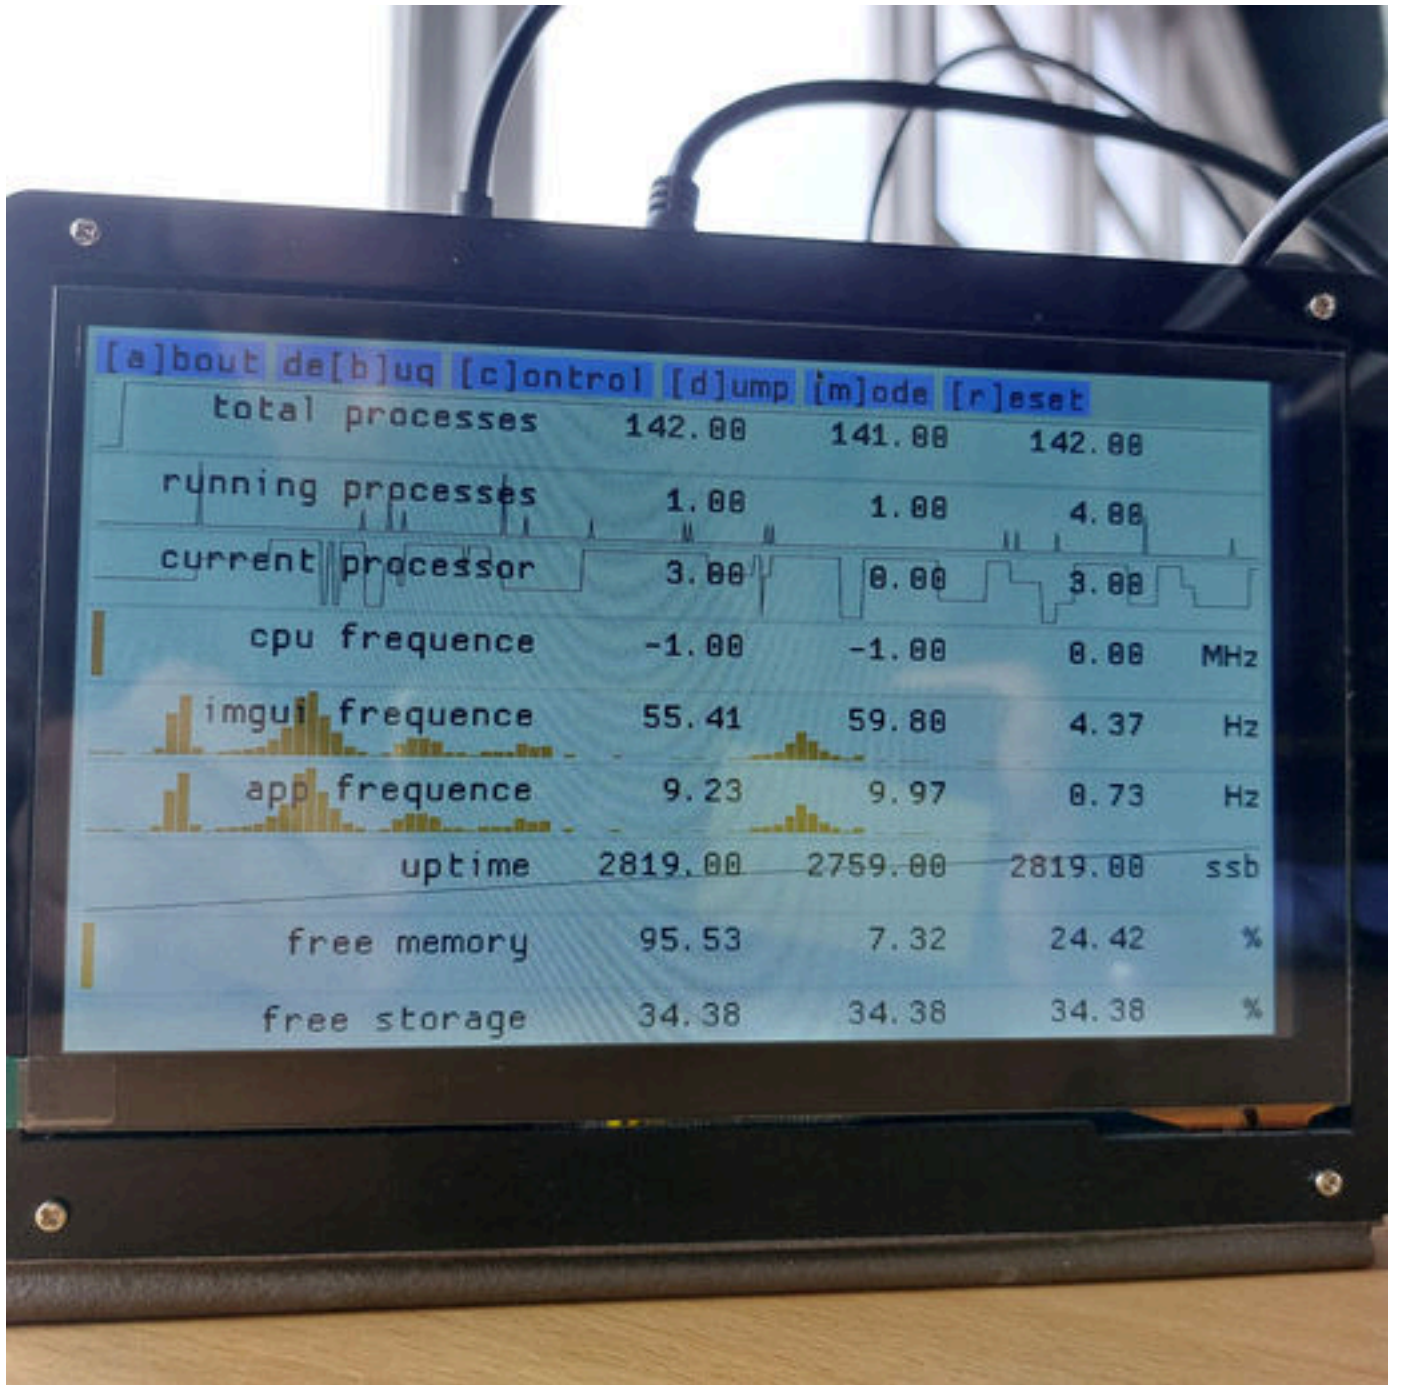 [a]bout de[b]ug [c]ontrol [d]ump [m]ode [r]eset
total processes 142.00 141.00 142.00
running processes 1.00 1.00 4.00
current processor 3.00 0.00 3.00
cpu frequence -1.00 -1.00 0.00 MHz
imgui frequence 55.41 59.80 4.37 Hz
app frequence 9.23 9.97 0.73 Hz
uptime 2819.00 2759.00 2819.00 ssb
free memory 95.53 7.32 24.42 %
free storage 34.38 34.38 34.38 %